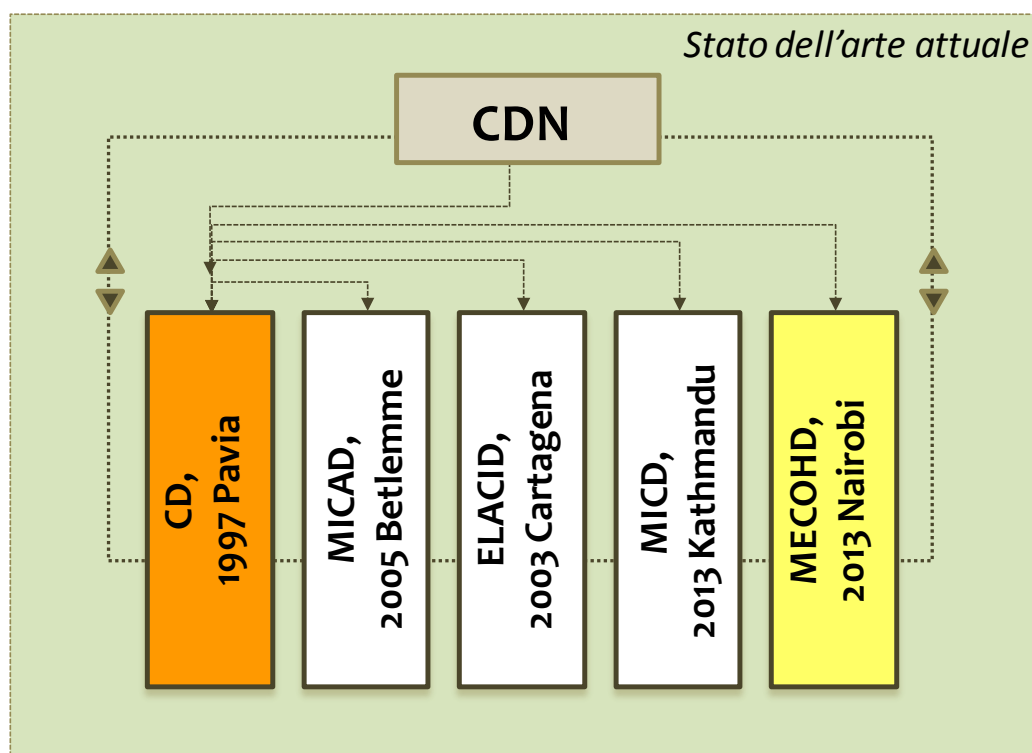 Stato dell’arte attuale
CDN
CD,
1997 Pavia
MICAD,
2005 Betlemme
ELACID,
2003 Cartagena
MICD,
2013 Kathmandu
MECOHD,
2013 Nairobi